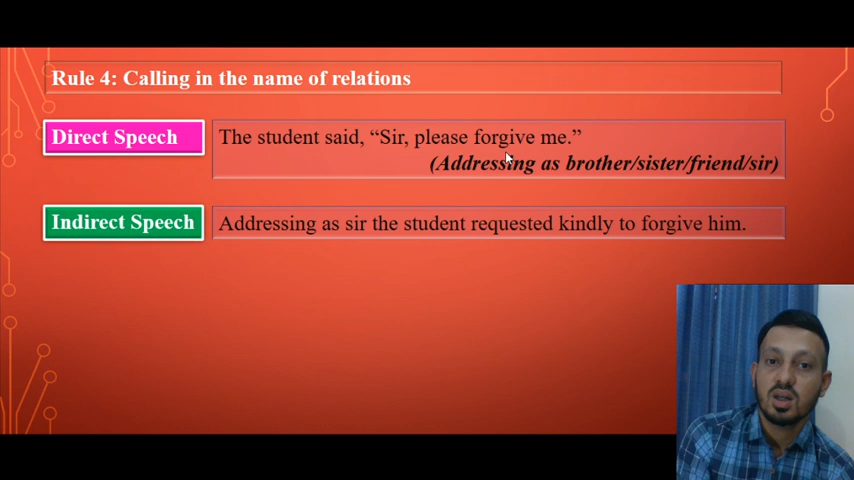 Rule 4: Calling in the name of relations
Direct Speech
The student said, “Sir, please forgive me.”
(Addressing as brother/sister/friend/sir)
Indirect Speech
Addressing as sir the student requested kindly to forgive him.